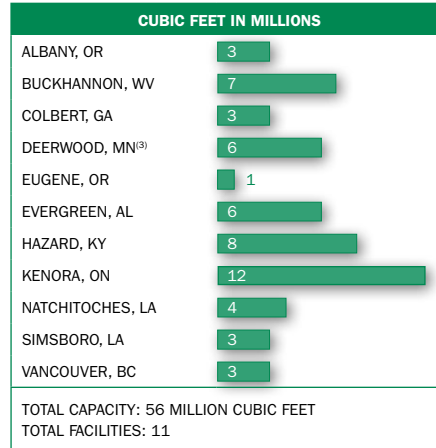 CUBIC FEET IN MILLIONS
ALBANY, OR 3
BUCKHANNON, WV 7
COLBERT, GA 3
DEERWOOD, MN(3) 6
EUGENE, OR 1
EVERGREEN, AL 6
HAZARD, KY 8
KENORA, ON 12
NATCHITOCHES, LA 4
SIMSBORO, LA 3
VANCOUVER, BC 3
TOTAL CAPACITY: 56 MILLION CUBIC FEET
TOTAL FACILITIES: 11